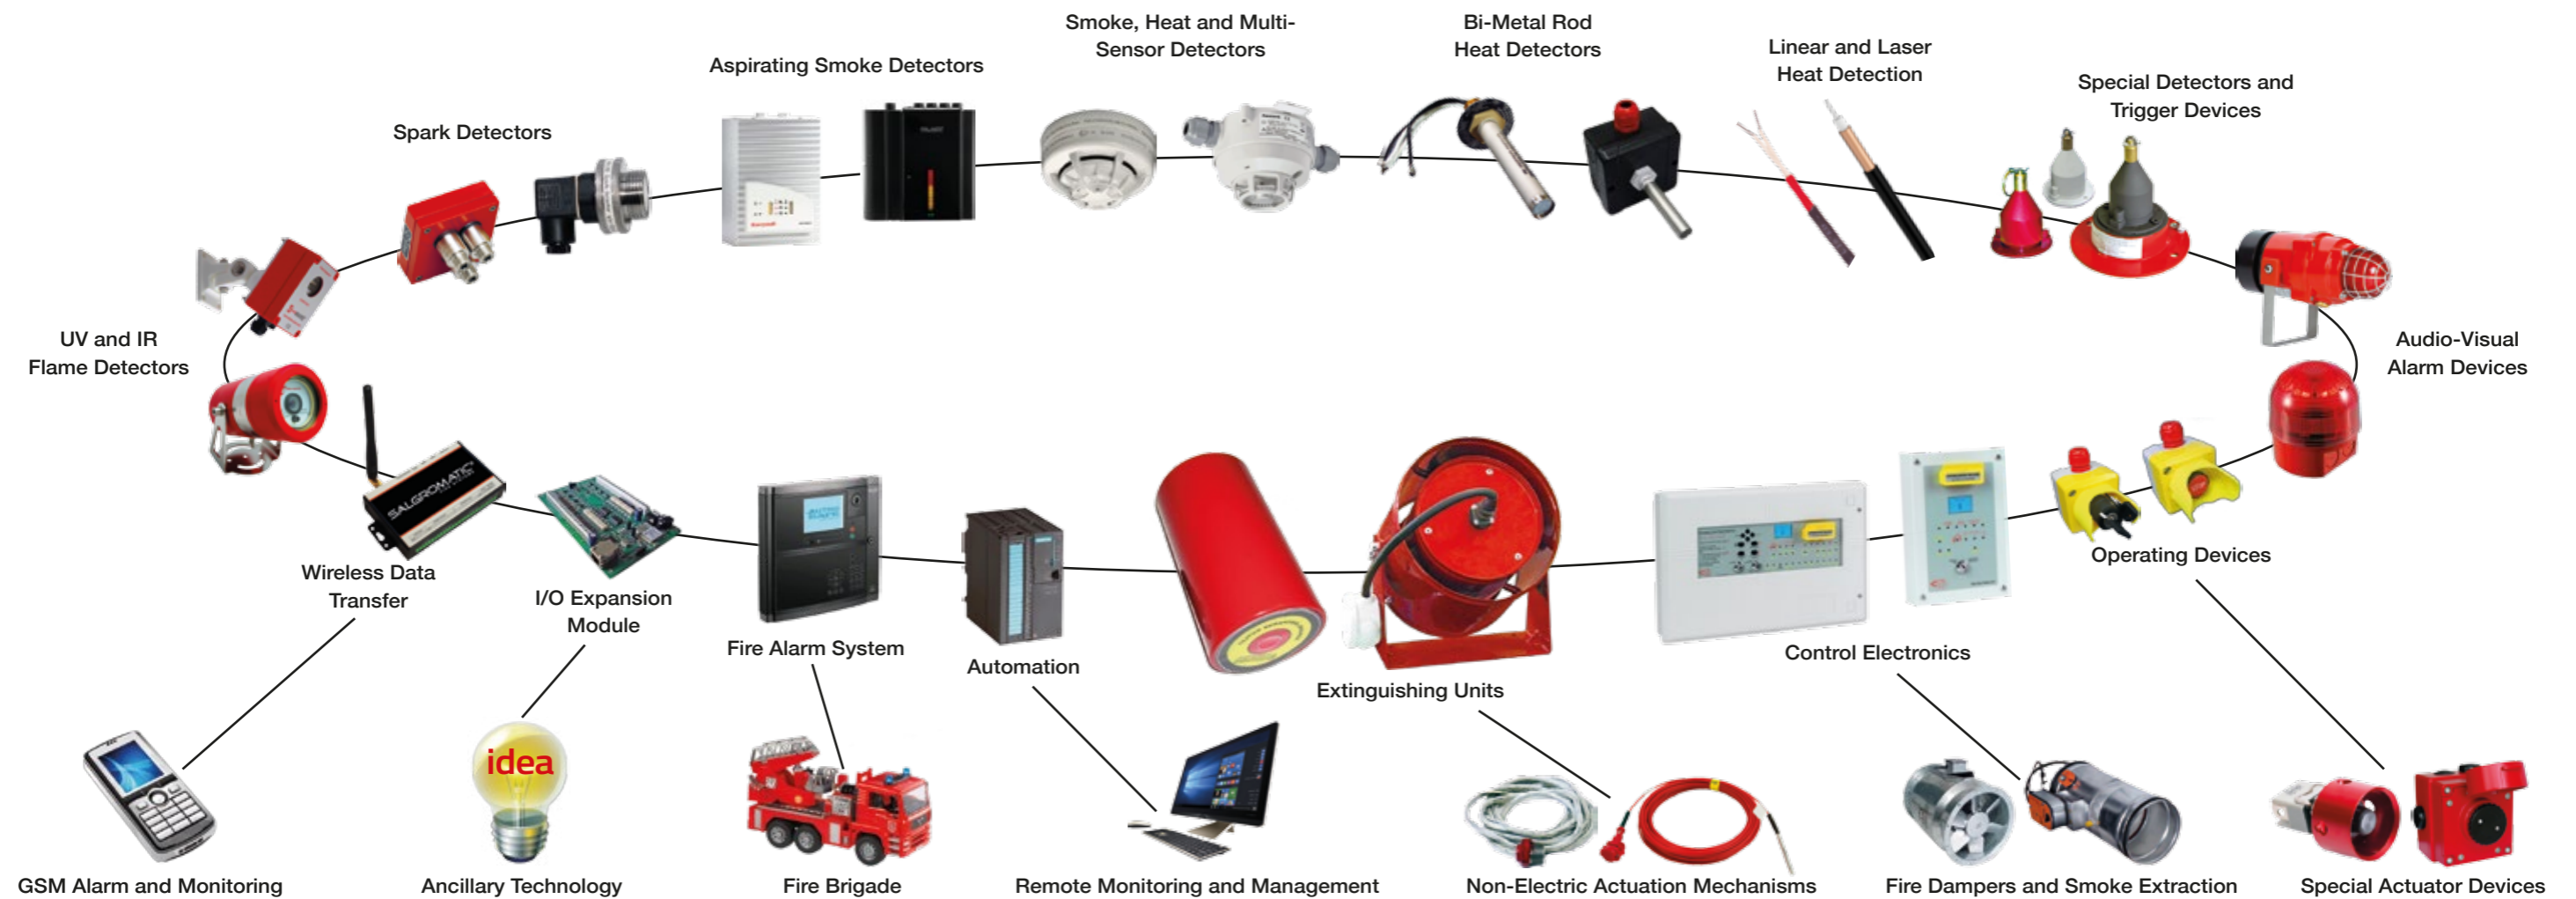 Smoke, Heat and Multi-
Sensor Detectors
Bi-Metal Rod
Heat Detectors
Linear and Laser
Heat Detection
Aspirating Smoke Detectors
Special Detectors and
Trigger Devices
Spark Detectors
UV and IR
Flame Detectors
Audio-Visual
Alarm Devices
SALGROMATIC
Wireless Data
Transfer
I/O Expansion
Module
Fire Alarm System
Automation
Extinguishing Units
Control Electronics
Operating Devices
idea
GSM Alarm and Monitoring
Ancillary Technology
Fire Brigade
Remote Monitoring and Management
Non-Electric Actuation Mechanisms
Fire Dampers and Smoke Extraction
Special Actuator Devices